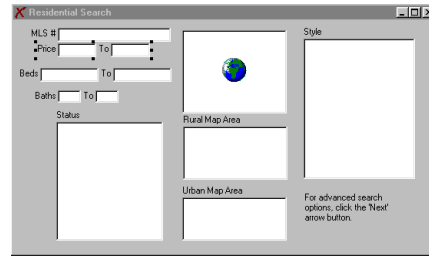 Residential Search
MLS #
Price To
Beds To
Baths To
Status
Rural Map Area
Urban Map Area
Style
For advanced search
options, click the 'Next'
arrow button.